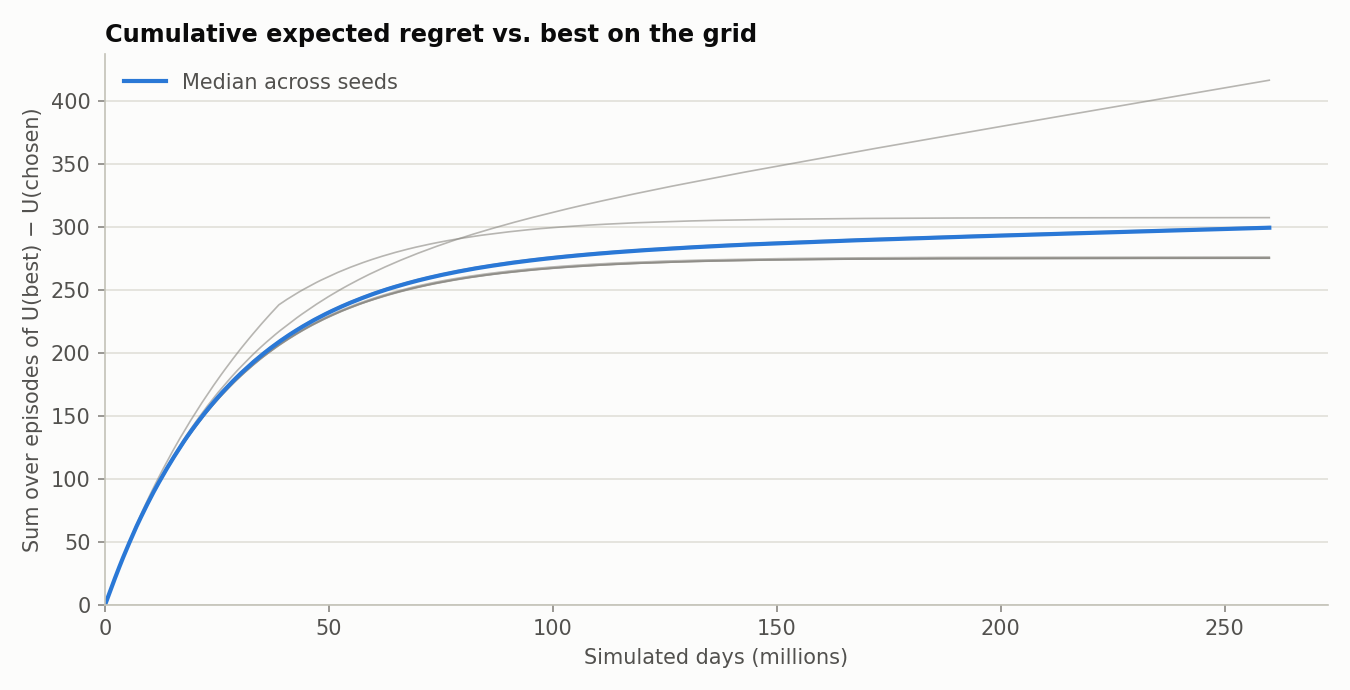 Cumulative expected regret vs. best on the grid
Median across seeds
Sum over episodes of U(best) − U(chosen)
400
350
300
250
200
150
100
50
0
0 50 100 150 200 250
Simulated days (millions)